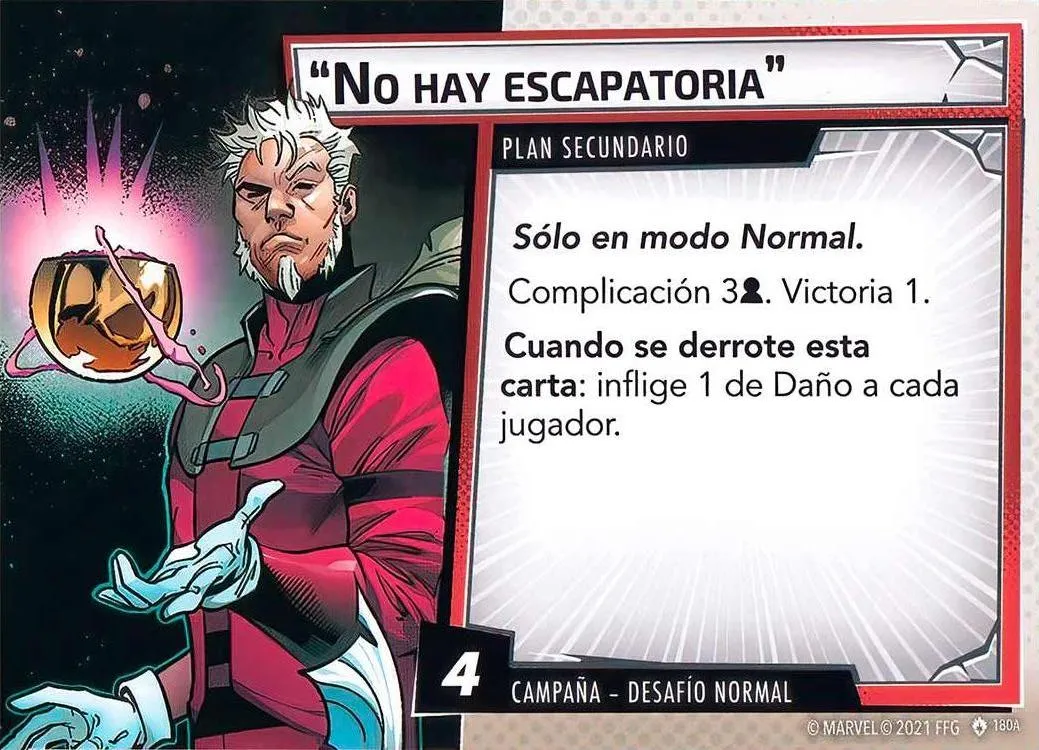 “No hay escapatoria”
PLAN SECUNDARIO
Sólo en modo Normal.
Complicación 3. Victoria 1.
Cuando se derrote esta
carta: inflige 1 de Daño a cada
jugador.
4
CAMPAÑA – DESAFÍO NORMAL
© MARVEL © 2021 FFG 180A